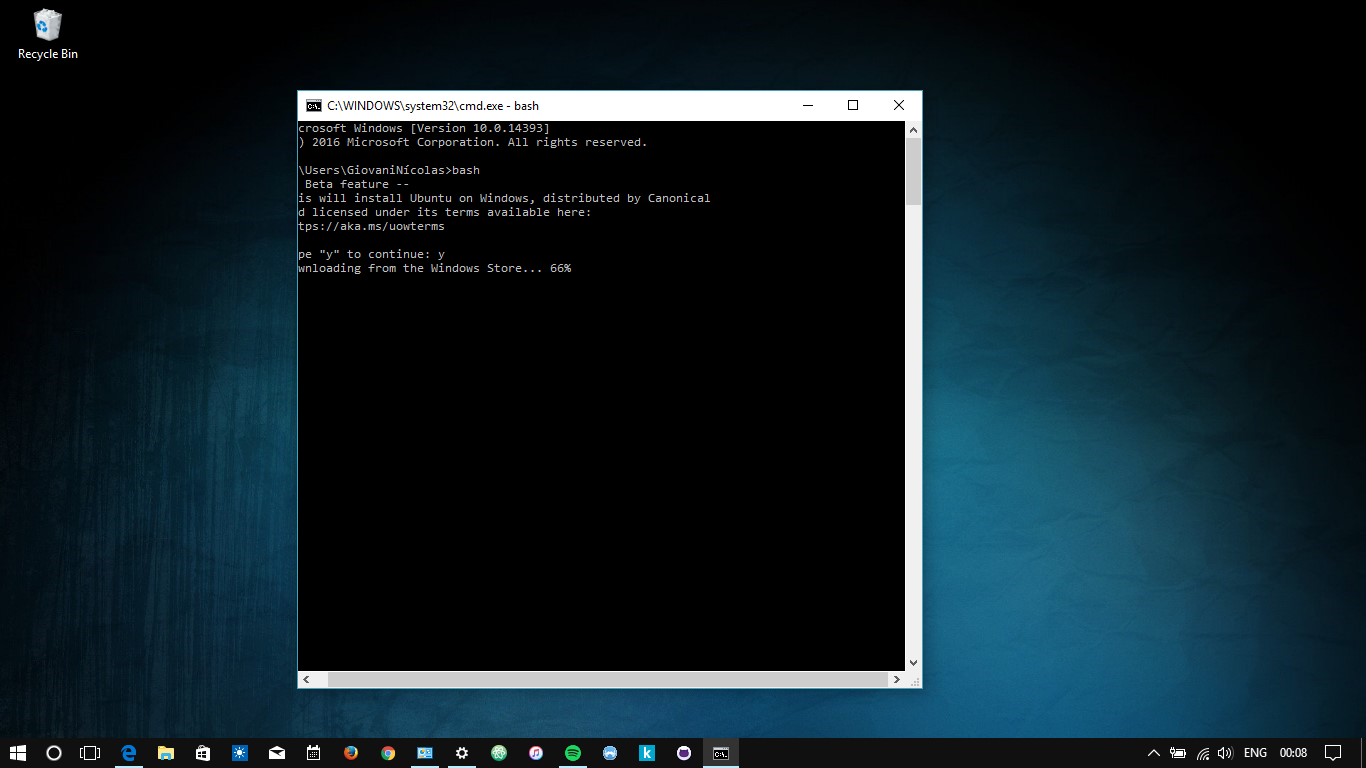 Recycle Bin
C:\WINDOWS\system32\cmd.exe - bash
crosoft Windows [Version 10.0.14393]
) 2016 Microsoft Corporation. All rights reserved.
\Users\GiovaniNícolas>bash
Beta feature --
is will install Ubuntu on Windows, distributed by Canonical
d licensed under its terms available here:
tps://aka.ms/uowterms
pe "y" to continue: y
wnloading from the Windows Store... 66%
ENG
00:08